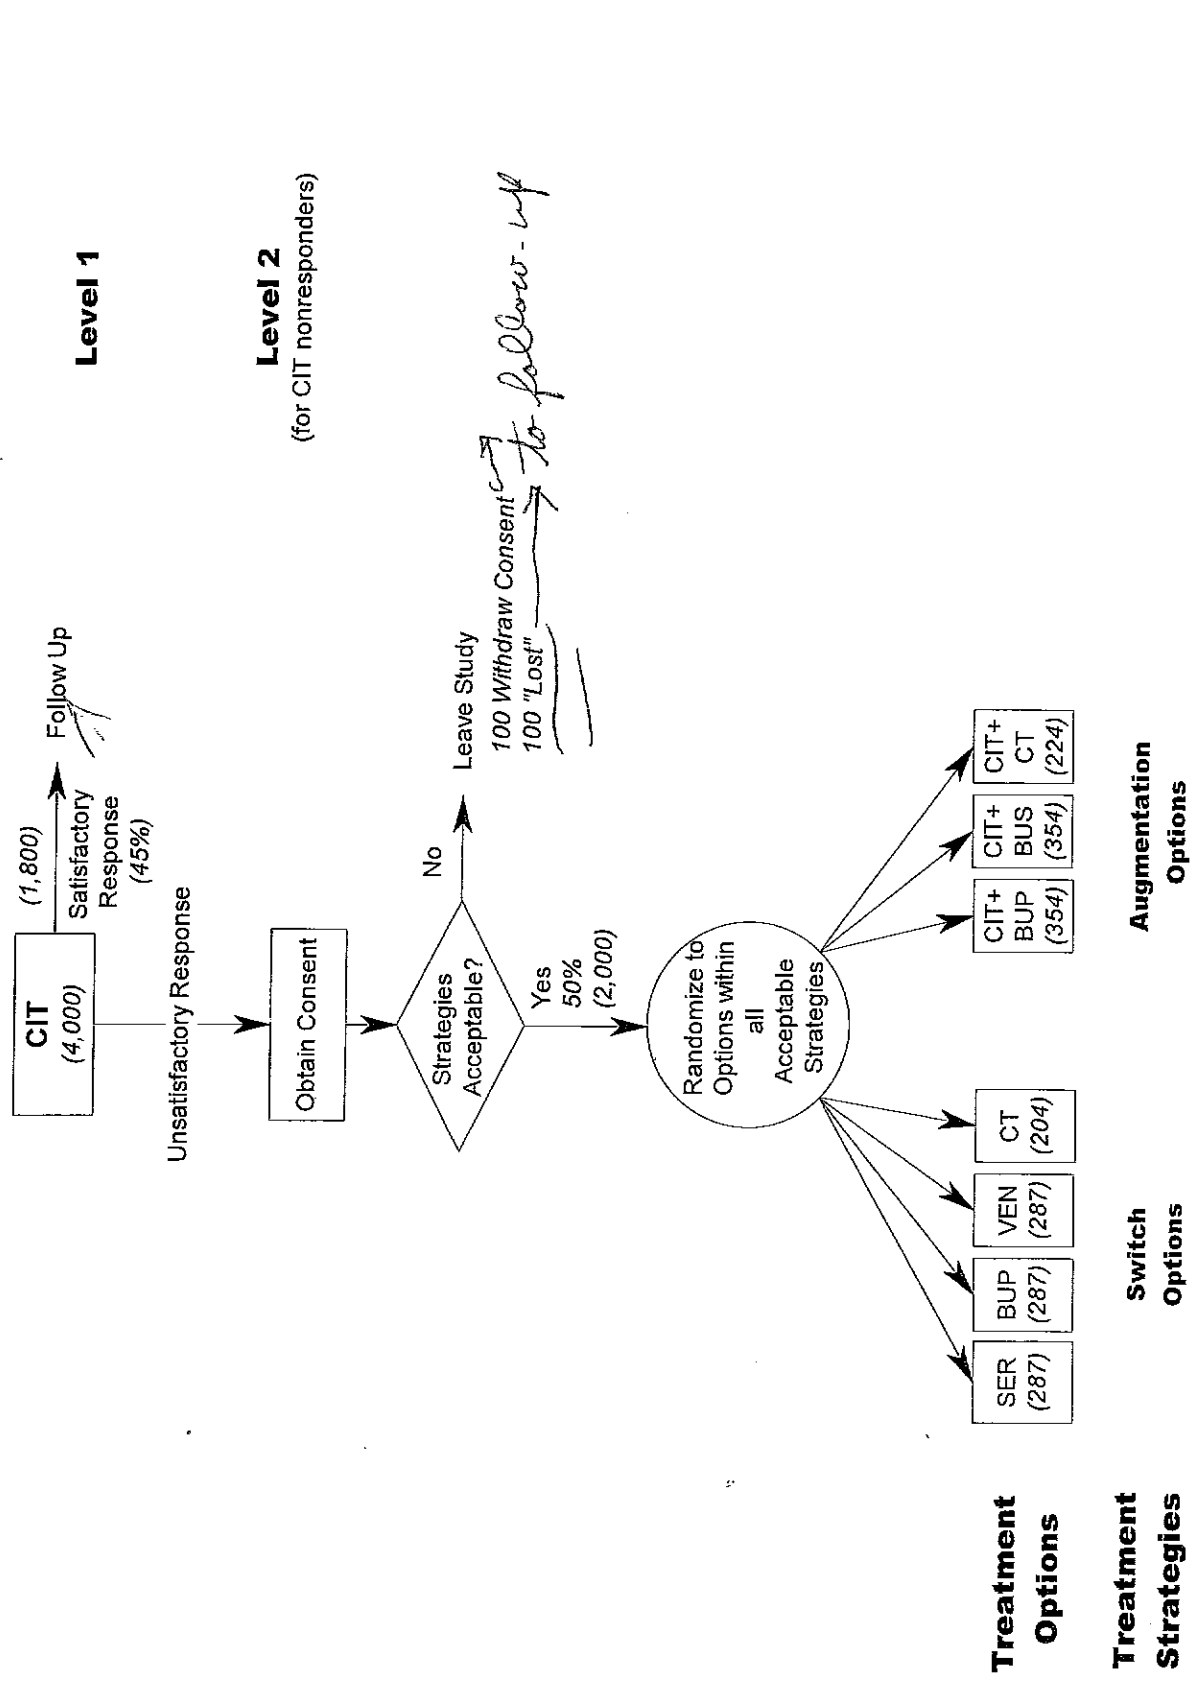 Level 1
CIT
(4,000)
(1,800)
Satisfactory
Response
(45%)
Follow Up
Unsatisfactory Response
Level 2
(for CIT nonresponders)
Obtain Consent
Strategies
Acceptable?
No
Leave Study
100 Withdraw Consent
100 "Lost" to follow-up
Yes
50%
(2,000)
Randomize to
Options within
all
Acceptable
Strategies
Treatment
Options
SER
(287)
BUP
(287)
VEN
(287)
CT
(204)
CIT+
BUP
(354)
CIT+
BUS
(354)
CIT+
CT
(224)
Treatment
Strategies
Switch
Options
Augmentation
Options